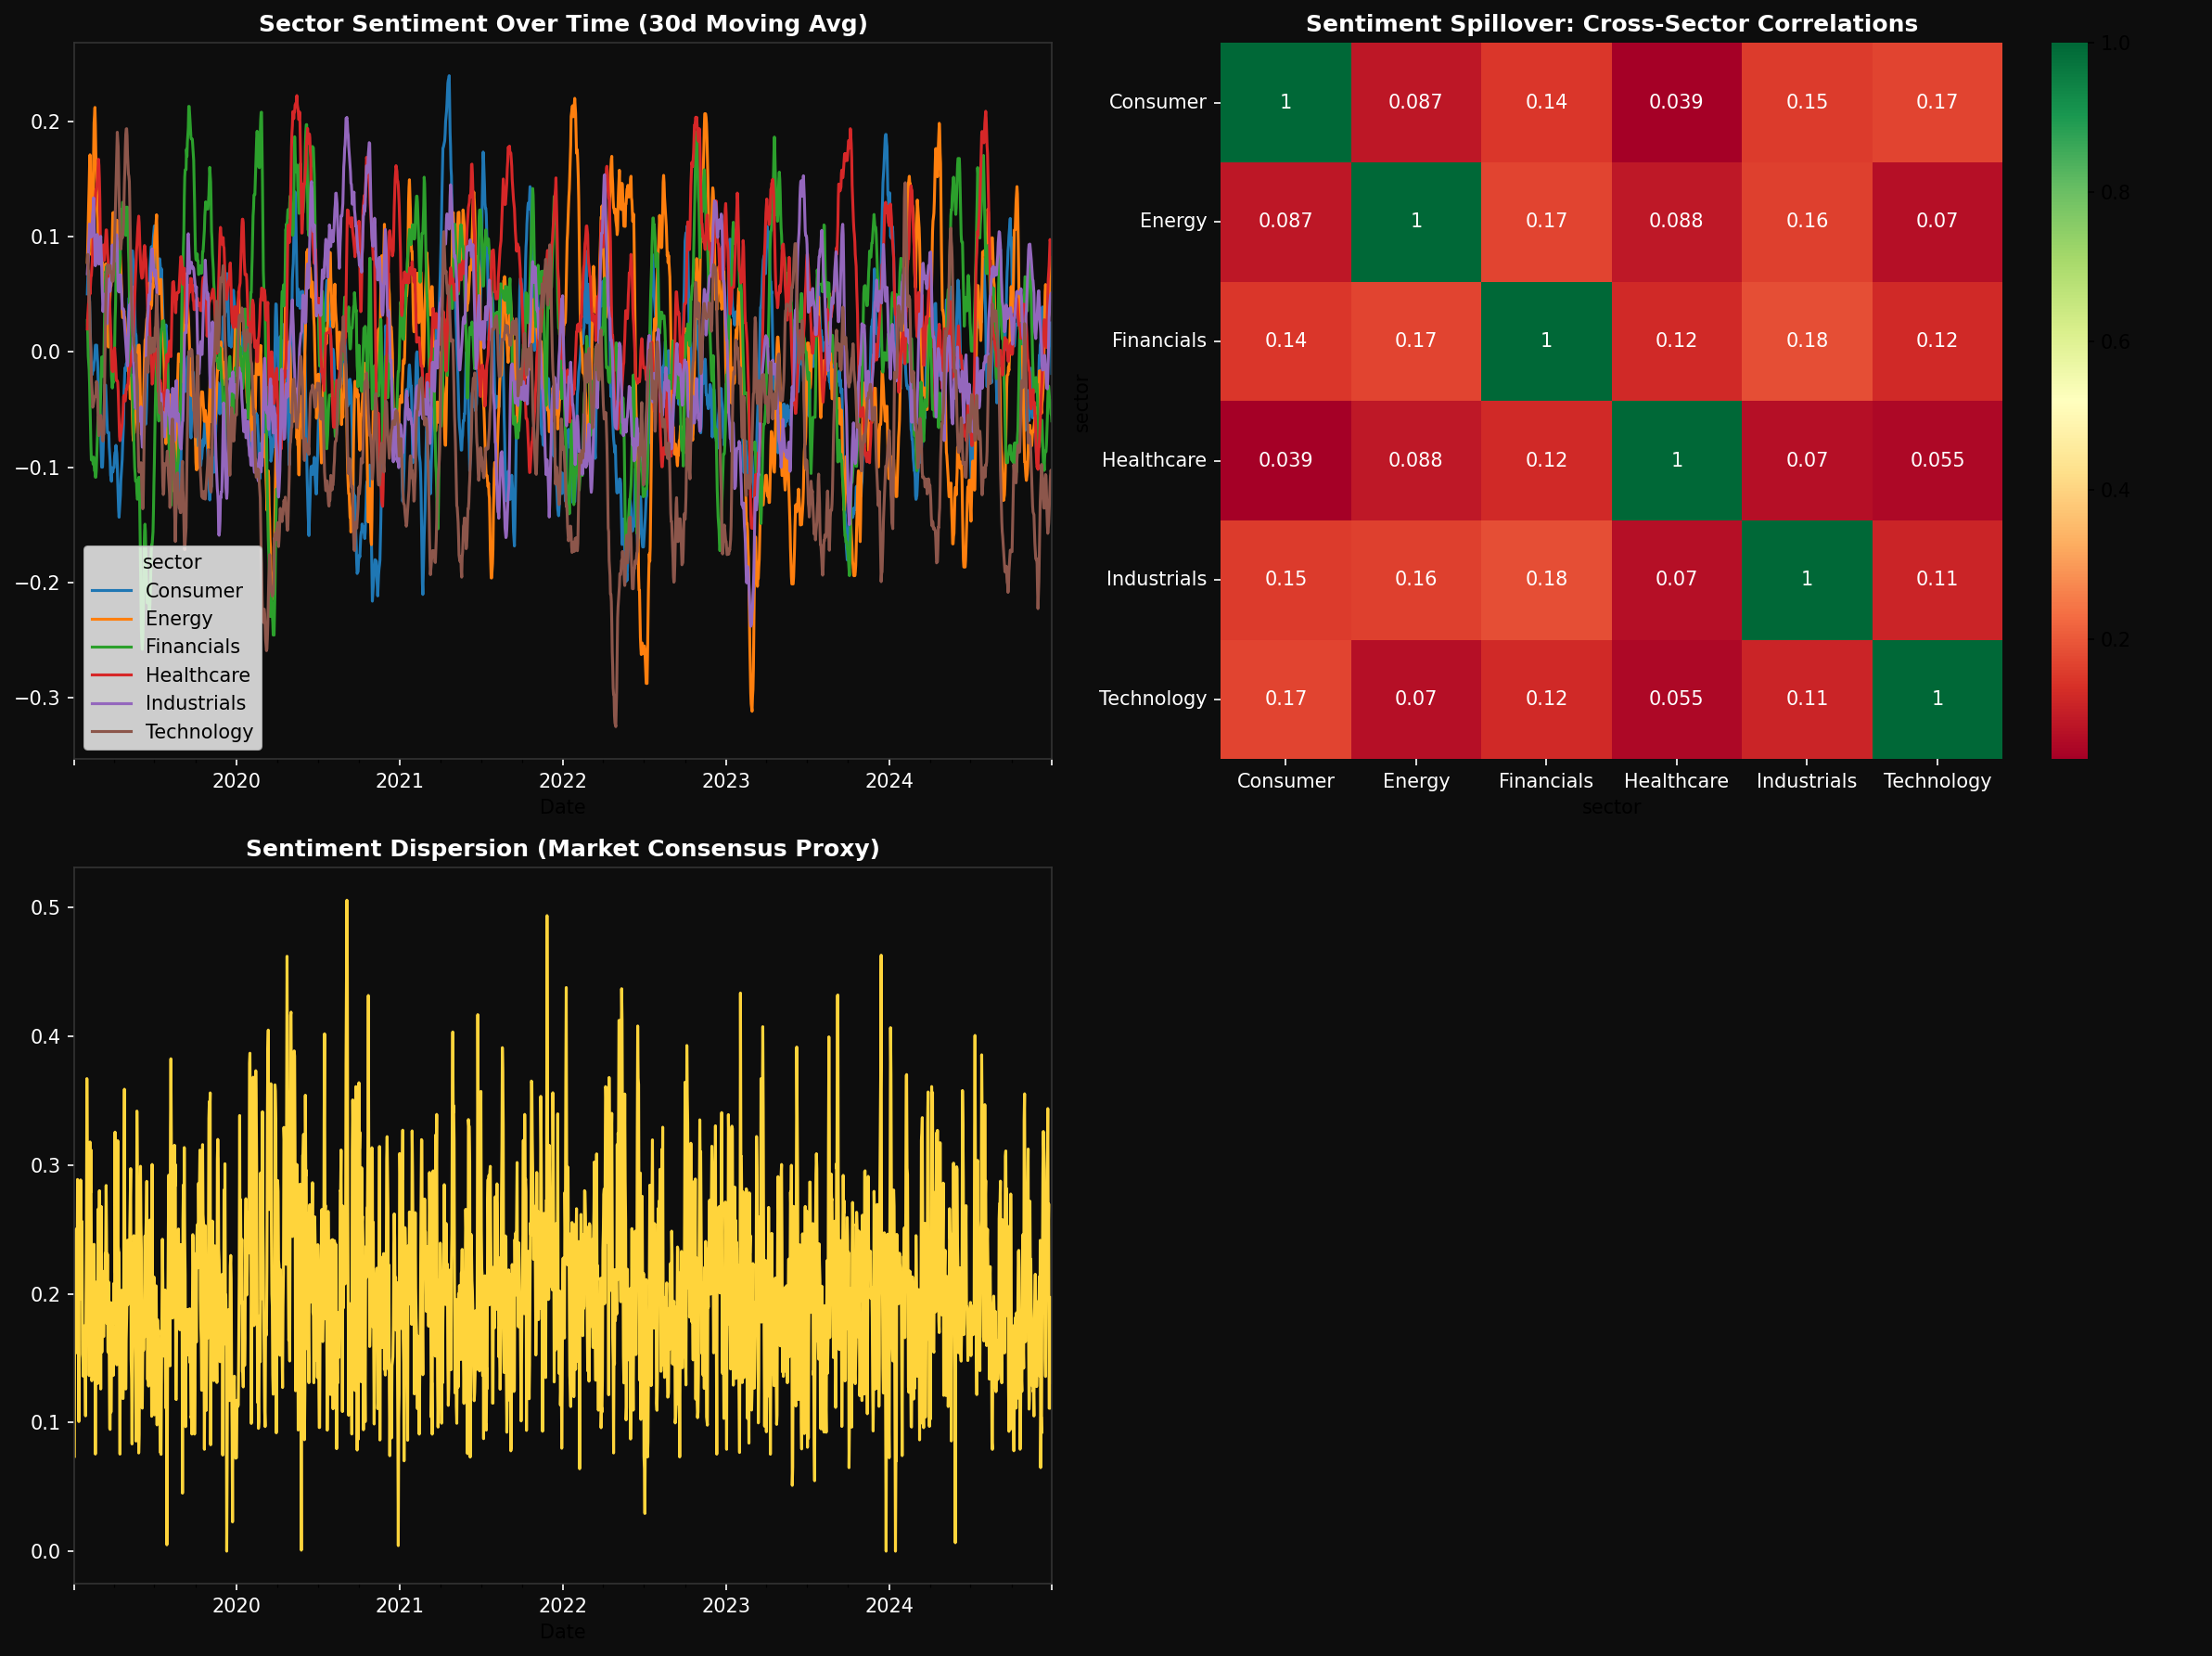 Sector Sentiment Over Time (30d Moving Avg)
0.2
0.1
0.0
−0.1
−0.2
−0.3
sector
Consumer
Energy
Financials
Healthcare
Industrials
Technology
2020 2021 2022 2023 2024
Date
Sentiment Spillover: Cross-Sector Correlations
sector
Consumer 1 0.087 0.14 0.039 0.15 0.17
Energy 0.087 1 0.17 0.088 0.16 0.07
Financials 0.14 0.17 1 0.12 0.18 0.12
Healthcare 0.039 0.088 0.12 1 0.07 0.055
Industrials 0.15 0.16 0.18 0.07 1 0.11
Technology 0.17 0.07 0.12 0.055 0.11 1
Consumer Energy Financials Healthcare Industrials Technology
sector
1.0
0.8
0.6
0.4
0.2
Sentiment Dispersion (Market Consensus Proxy)
0.5
0.4
0.3
0.2
0.1
0.0
2020 2021 2022 2023 2024
Date